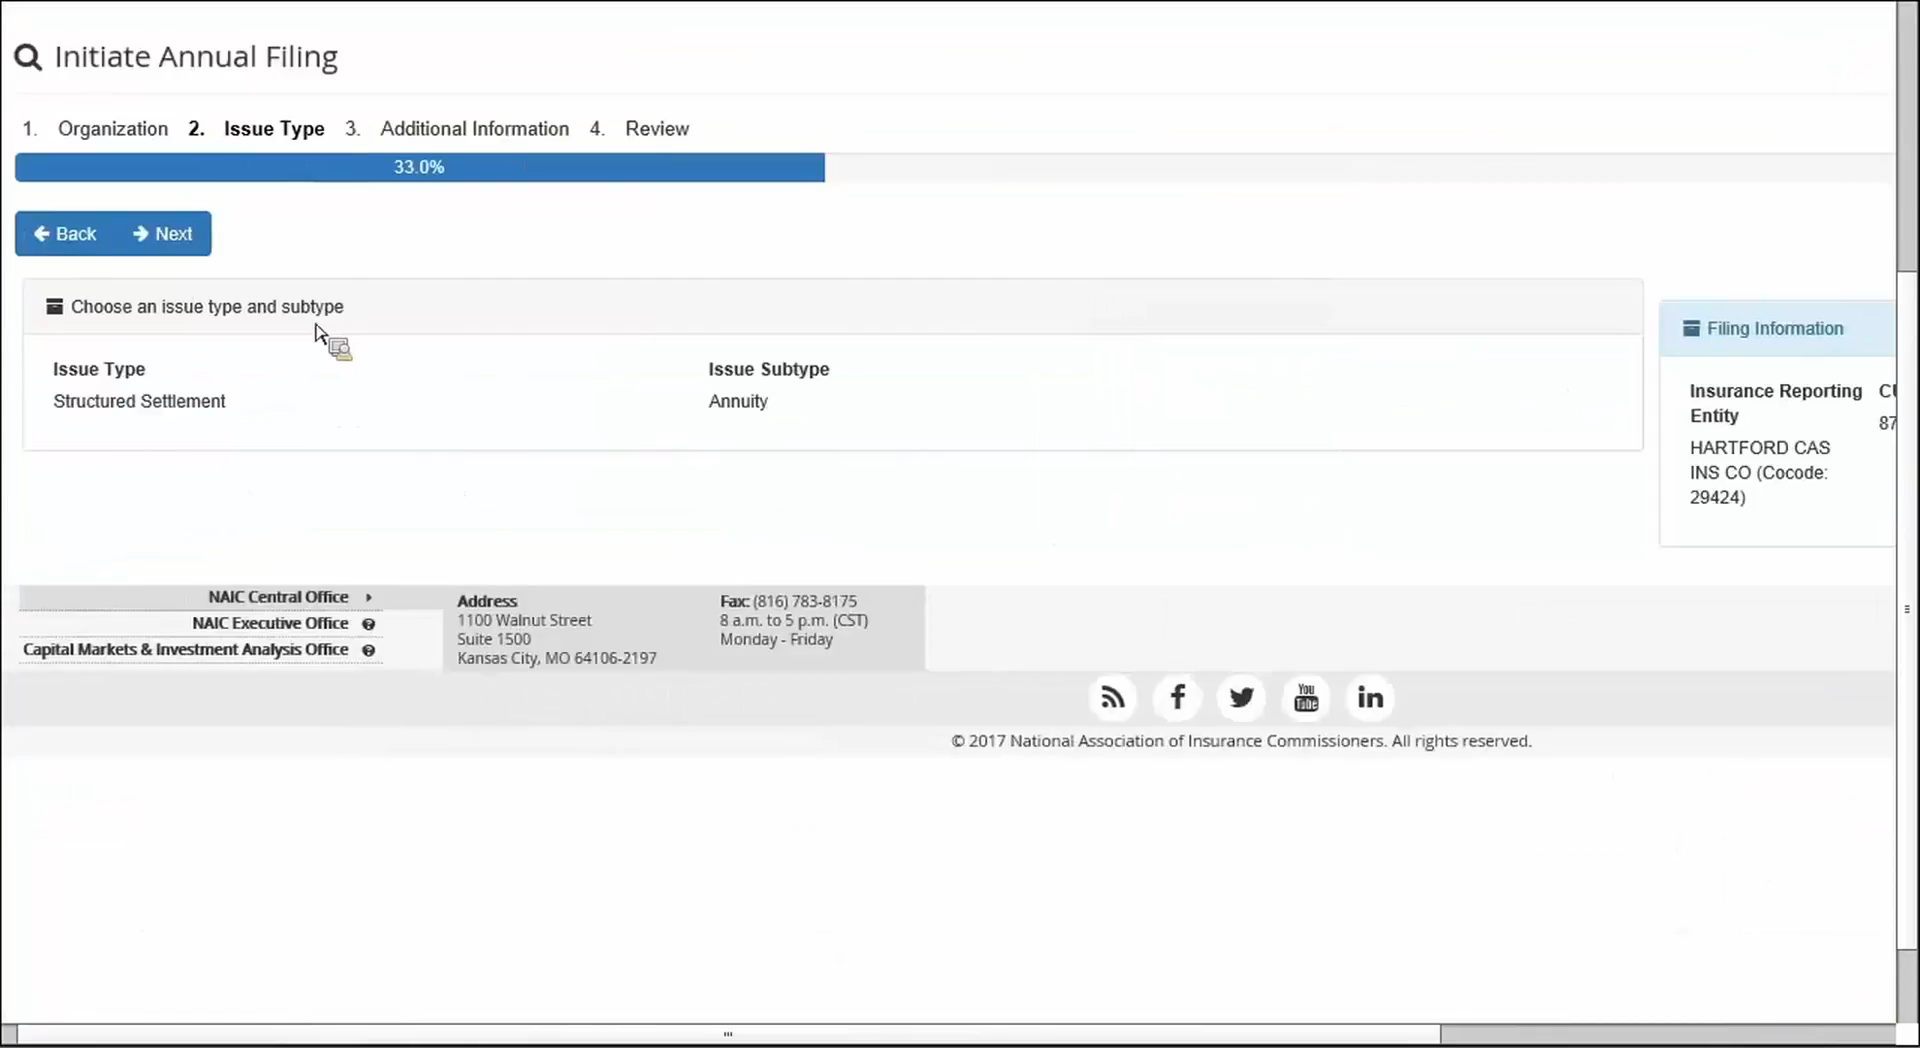 Initiate Annual Filing
1. Organization 2. Issue Type 3. Additional Information 4. Review
33.0%
Back Next
Choose an issue type and subtype
Issue Type Issue Subtype
Structured Settlement Annuity
Filing Information
Insurance Reporting
Entity
HARTFORD CAS
INS CO (Cocode:
29424)
87
NAIC Central Office
NAIC Executive Office
Capital Markets & Investment Analysis Office
Address
1100 Walnut Street
Suite 1500
Kansas City, MO 64106-2197
Fax: (816) 783-8175
8 a.m. to 5 p.m. (CST)
Monday - Friday
You
Tube
in
© 2017 National Association of Insurance Commissioners. All rights reserved.